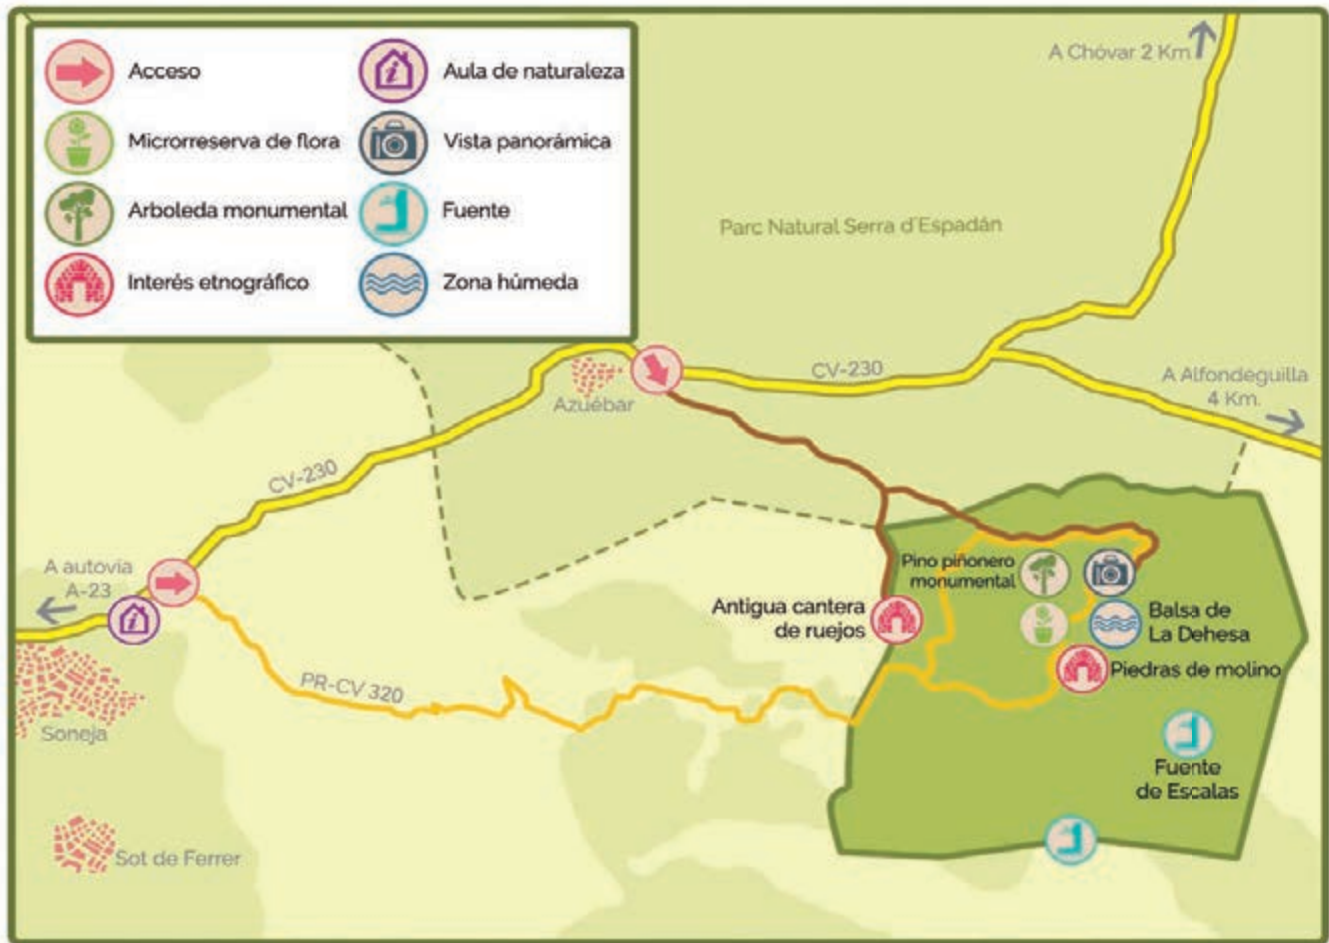 Acceso
Microrreserva de flora
Arboleda monumental
Interés etnográfico
Aula de naturaleza
Vista panorámica
Fuente
Zona húmeda
A Chóvar 2 Km
Parc Natural Serra d'Espadán
CV-230
A Alfondeguilla
4 Km.
Azuébar
CV-230
A autovía
A-23
Pino piñonero
monumental
Antigua cantera
de ruejos
Balsa de
La Dehesa
Piedras de molino
PR-CV 320
Soneja
Fuente
de Escalas
Sot de Ferrer